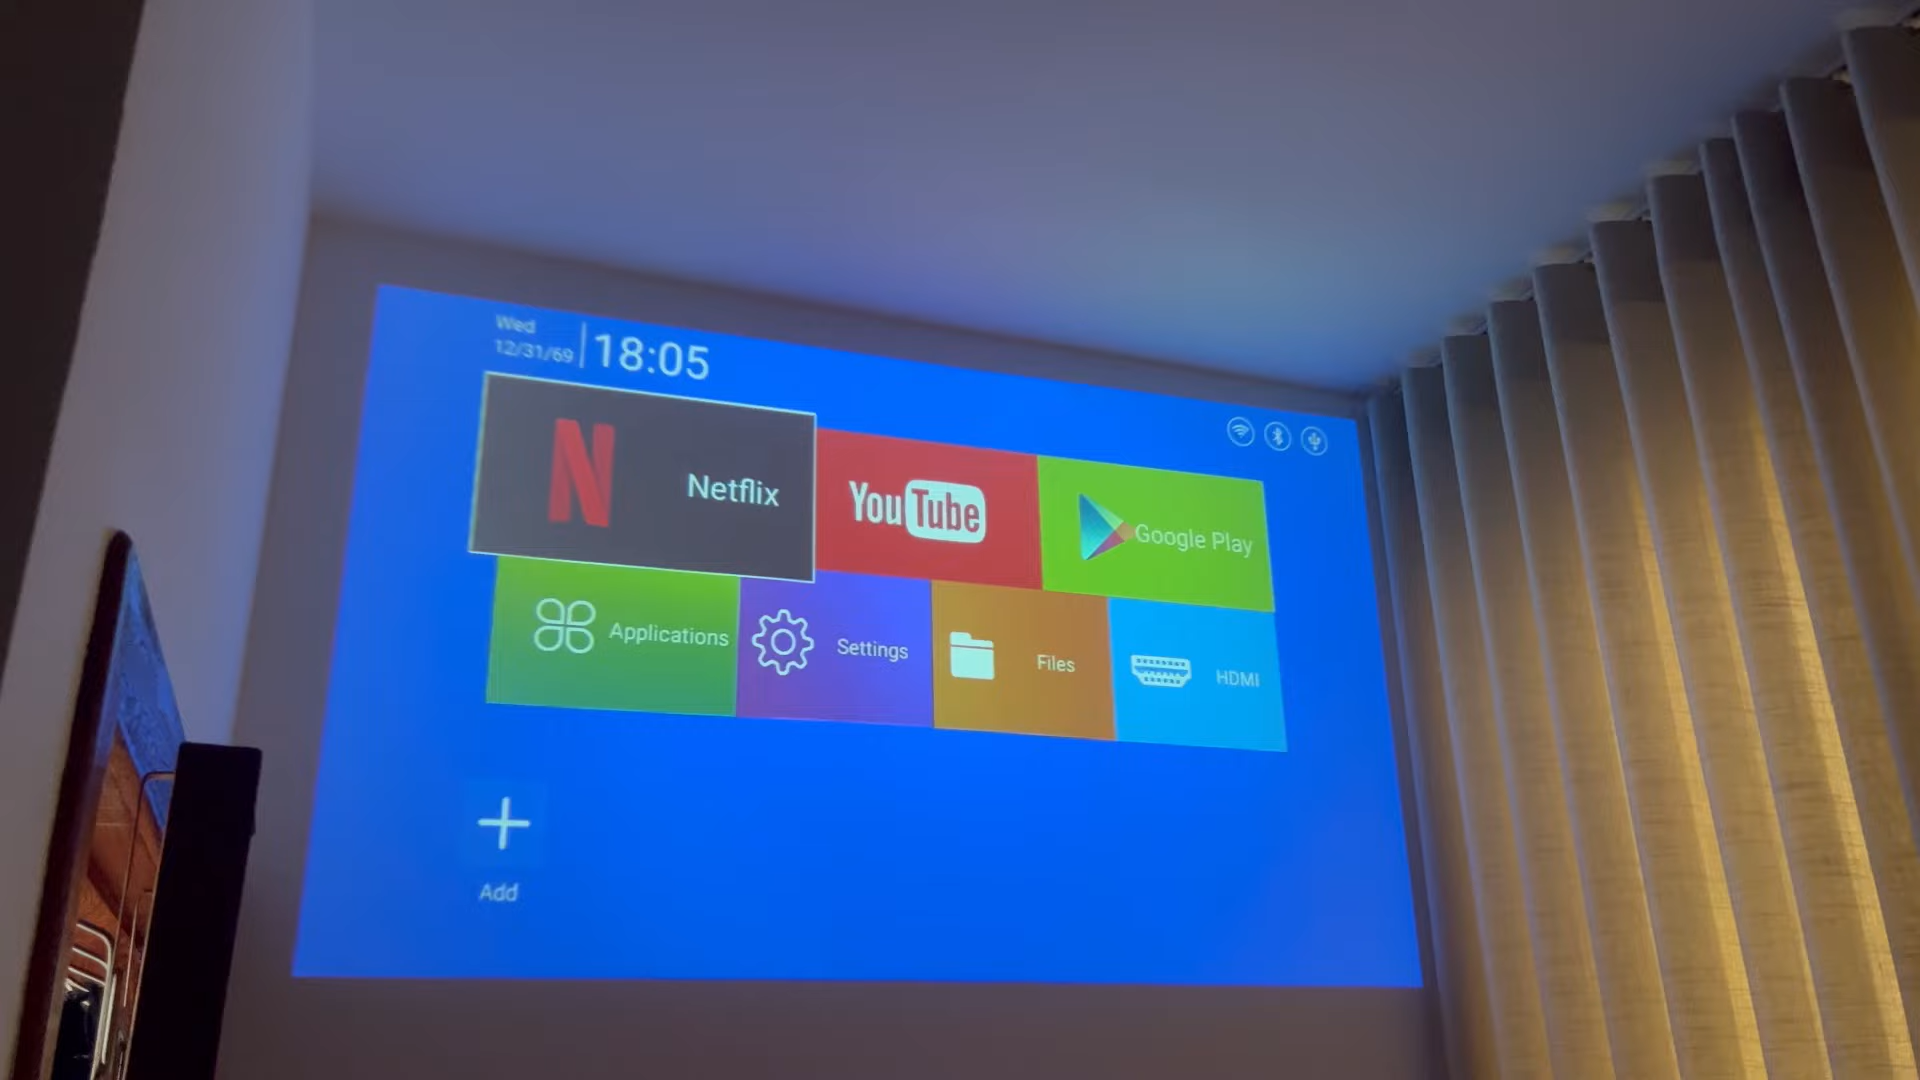 Wed
12/31/69
18:05
Netflix
YouTube
Google Play
Applications
Settings
Files
HDMI
Add